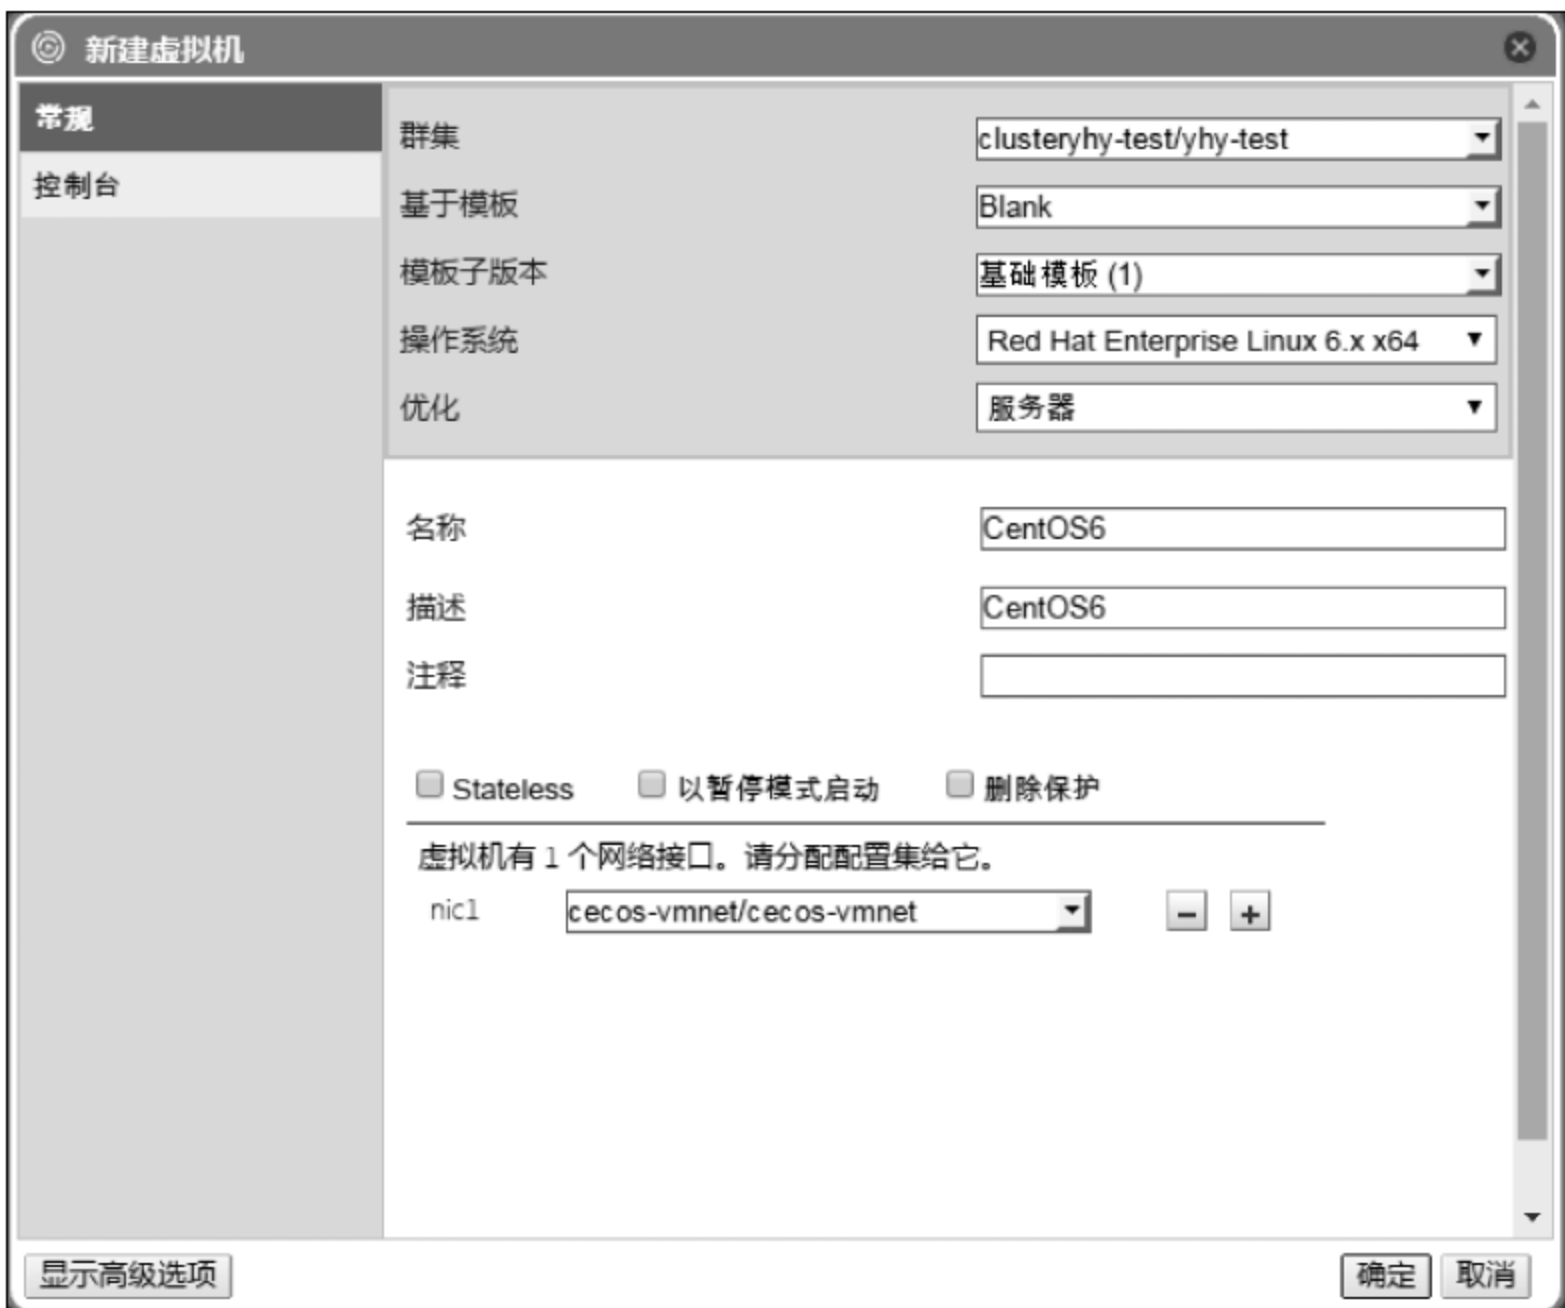 新建虚拟机
常规
控制台
群集 clusteryhy-test/yhy-test
基于模板 Blank
模板子版本 基础模板 (1)
操作系统 Red Hat Enterprise Linux 6.x x64
优化 服务器
名称 CentOS6
描述 CentOS6
注释
Stateless 以暂停模式启动 删除保护
虚拟机有 1 个网络接口。请分配配置集给它。
nic1 cecos-vmnet/cecos-vmnet
显示高级选项 确定 取消